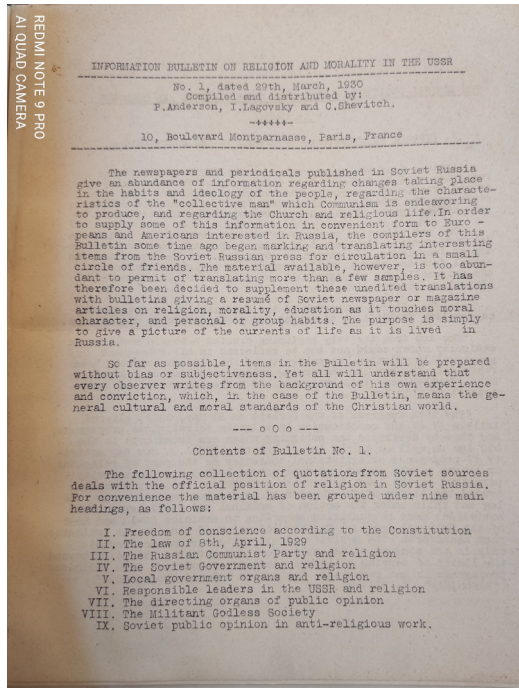 REDMI NOTE 9 PRO
AI QUAD CAMERA
INFORMATION BULLETIN ON RELIGION AND MORALITY IN THE USSR
No. 1, dated 29th, March, 1930
Compiled and distributed by:
P.Anderson, I.Lagovsky and C.Shevitch.
-+++++-
10, Boulevard Montparnasse, Paris, France
The newspapers and periodicals published in Soviet Russia
give an abundance of information regarding changes taking place
in the habits and ideology of the people, regarding the characte-
ristics of the "collective man" which Communism is endeavoring
to produce, and regarding the Church and religious life.In order
to supply some of this information in convenient form to Euro -
peans and Americans interested in Russia, the compilers of this
Bulletin some time ago began marking and translating interesting
items from the Soviet Russian press for circulation in a small
circle of friends. The material available, however, is too abun-
dant to permit of translating more than a few samples. It has
therefore been decided to supplement these unedited translations
with bulletins giving a resumé of Soviet newspaper or magazine
articles on religion, morality, education as it touches moral
character, and personal or group habits. The purpose is simply
to give a picture of the currents of life as it is lived in
Russia.
So far as possible, items in the Bulletin will be prepared
without bias or subjectiveness. Yet all will understand that
every observer writes from the background of his own experience
and conviction, which, in the case of the Bulletin, means the ge-
neral cultural and moral standards of the Christian world.
--- o O o ---
Contents of Bulletin No. 1.
The following collection of quotations from Soviet sources
deals with the official position of religion in Soviet Russia.
For convenience the material has been grouped under nine main
headings, as follows:
I. Freedom of conscience according to the Constitution
II. The law of 8th, April, 1929
III. The Russian Communist Party and religion
IV. The Soviet Government and religion
V. Local government organs and religion
VI. Responsible leaders in the USSR and religion
VII. The directing organs of public opinion
VIII. The Militant Godless Society
IX. Soviet public opinion in anti-religious work.